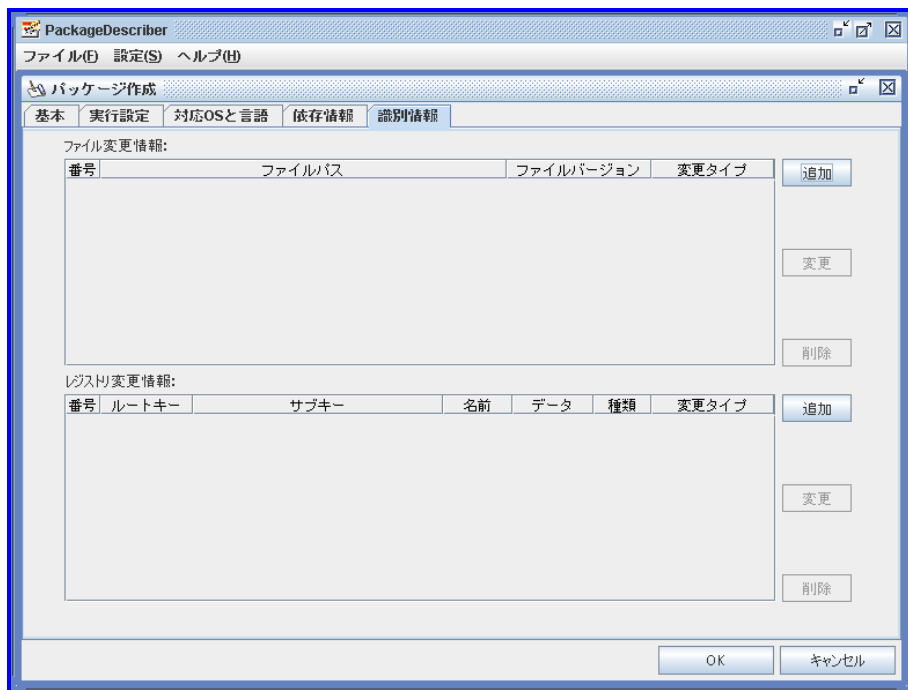 PackageDescriber
ファイル(F) 設定(S) ヘルプ(H)
パッケージ作成
基本 実行設定 対応OSと言語 依存情報 識別情報
ファイル変更情報:
番号 ファイルパス ファイルバージョン 変更タイプ 追加
変更
削除
レジストリ変更情報:
番号 ルートキー サブキー 名前 データ 種類 変更タイプ 追加
変更
削除
OK キャンセル